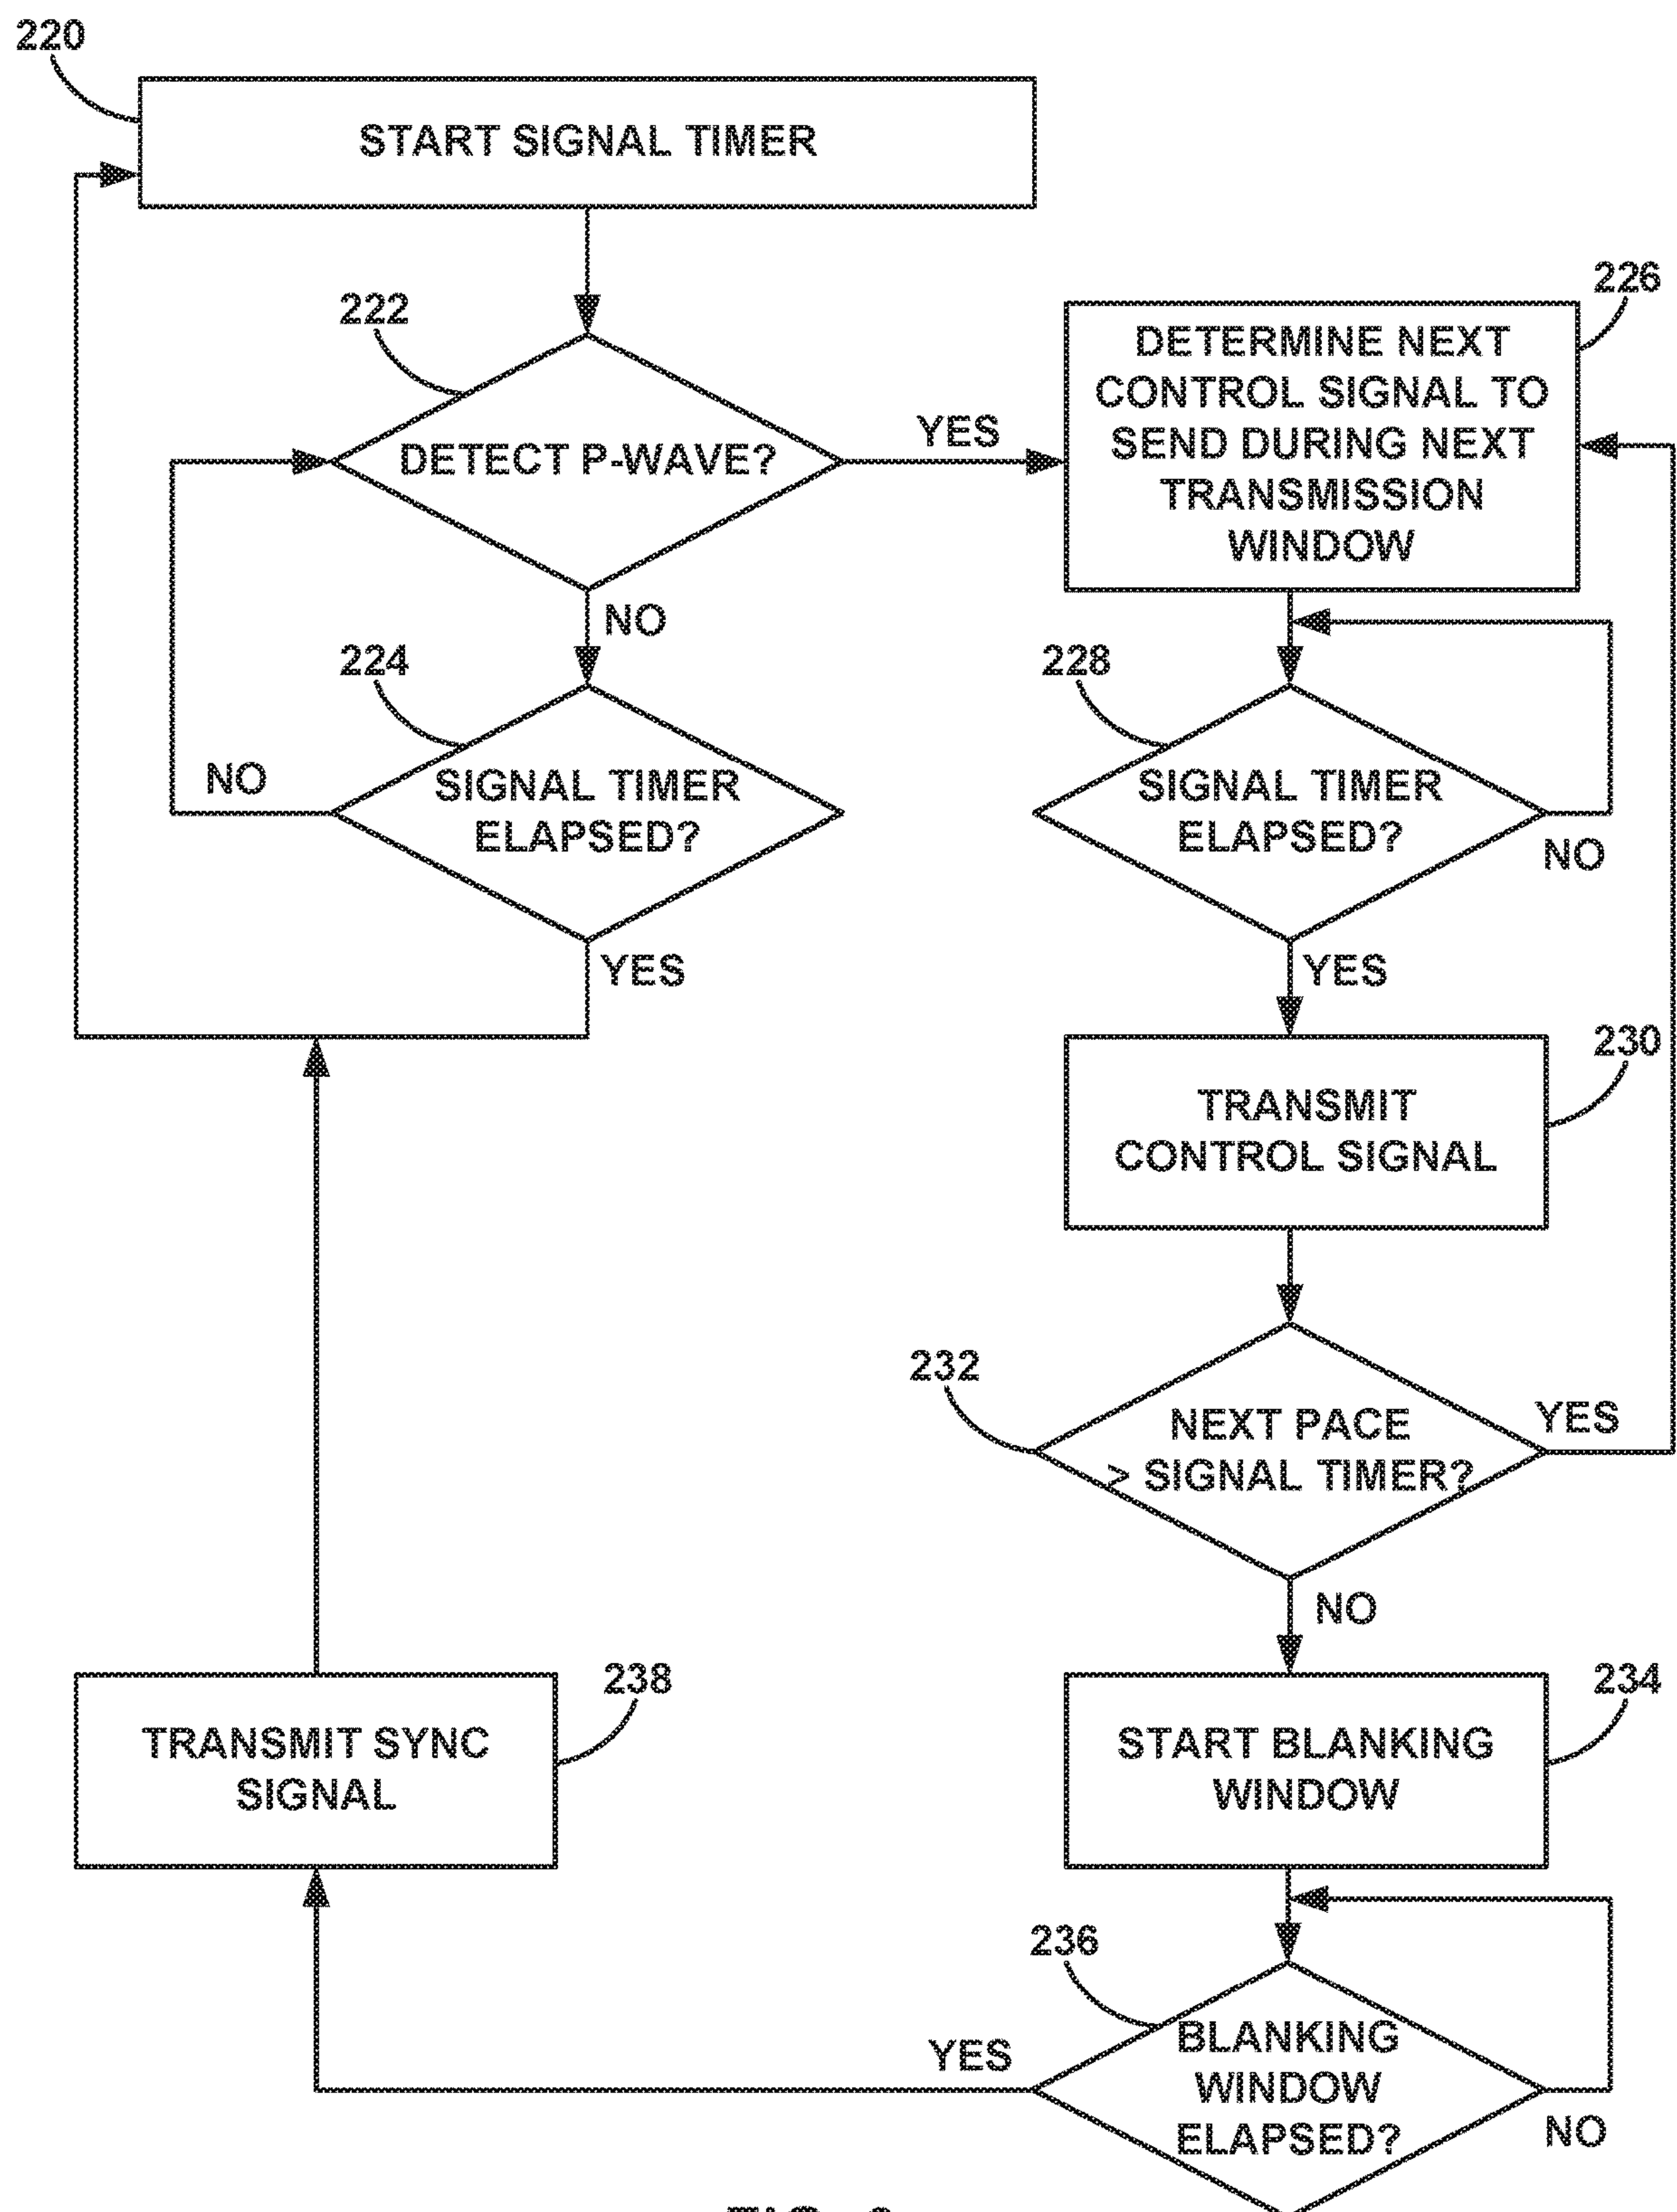 220
START SIGNAL TIMER
222
DETECT P-WAVE?
YES
NO
226
DETERMINE NEXT
CONTROL SIGNAL TO
SEND DURING NEXT
TRANSMISSION
WINDOW
224
SIGNAL TIMER
ELAPSED?
NO
YES
228
SIGNAL TIMER
ELAPSED?
NO
YES
230
TRANSMIT
CONTROL SIGNAL
232
NEXT PACE
> SIGNAL TIMER?
YES
NO
238
TRANSMIT SYNC
SIGNAL
234
START BLANKING
WINDOW
236
BLANKING
WINDOW
ELAPSED?
YES
NO